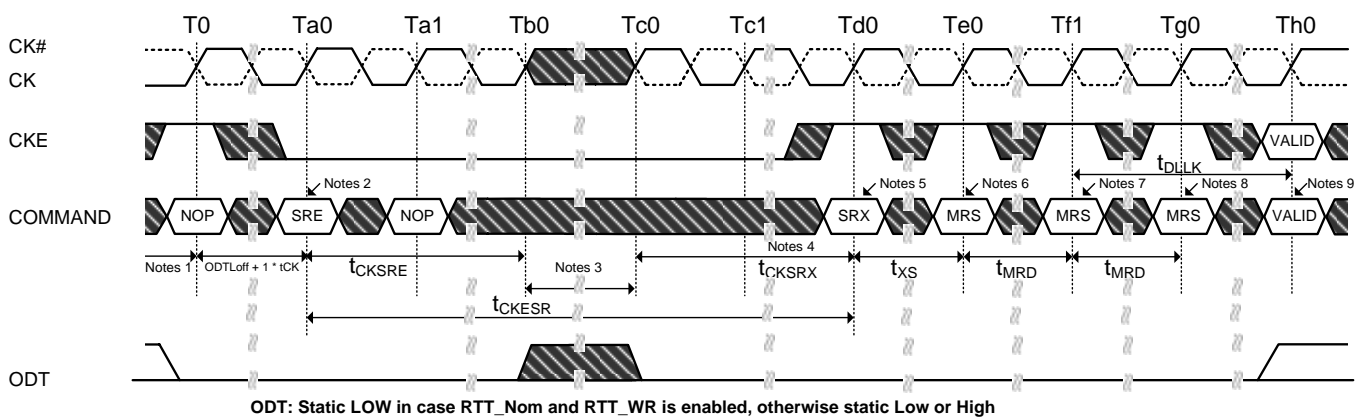 T0 Ta0 Ta1 Tb0 Tc0 Tc1 Td0 Te0 Tf1 Tg0 Th0
CK#
CK
CKE VALID
tDLLK
Notes 2 Notes 5 Notes 6 Notes 7 Notes 8 Notes 9
COMMAND NOP SRE NOP SRX MRS MRS MRS VALID
Notes 1 ODTLoff + 1 * tCK tCKSRE Notes 3 Notes 4 tCKSRX tXS tMRD tMRD
tCKESR
ODT
ODT: Static LOW in case RTT_Nom and RTT_WR is enabled, otherwise static Low or High